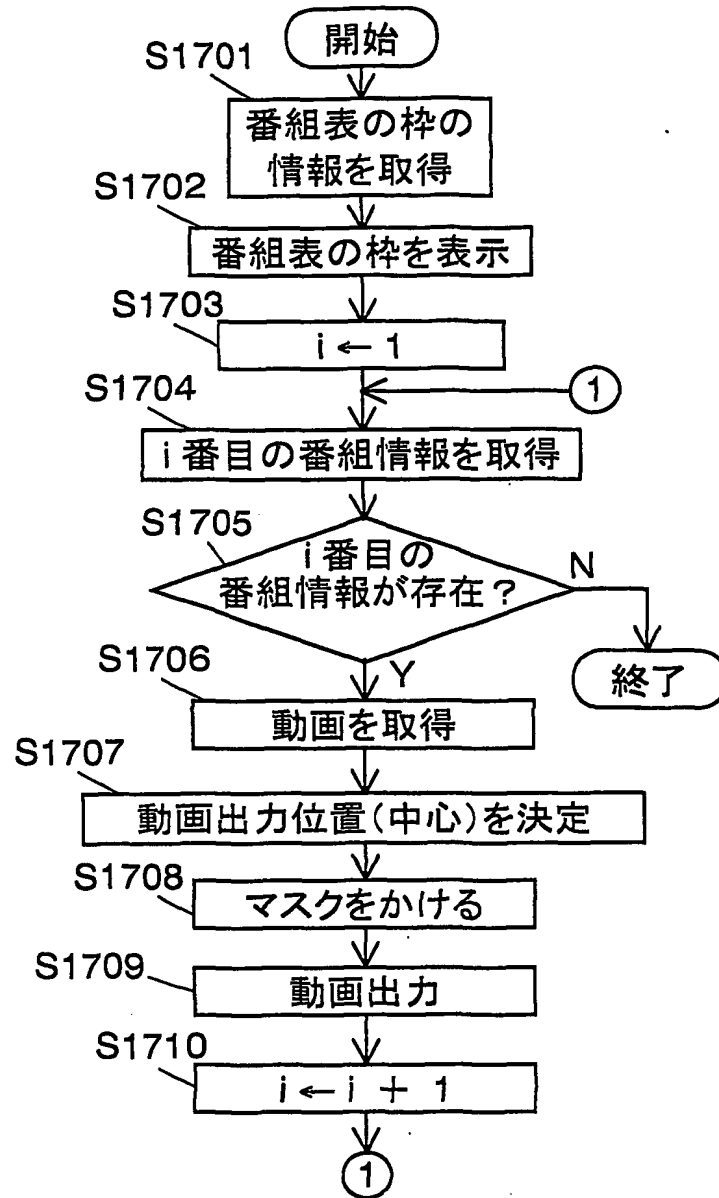 開始
S1701
番組表の枠の
情報を取得
S1702
番組表の枠を表示
S1703
i ← 1
①
S1704
i 番目の番組情報を取得
S1705
i 番目の
番組情報が存在?
N
終了
Y
S1706
動画を取得
S1707
動画出力位置(中心)を決定
S1708
マスクをかける
S1709
動画出力
S1710
i ← i + 1
①